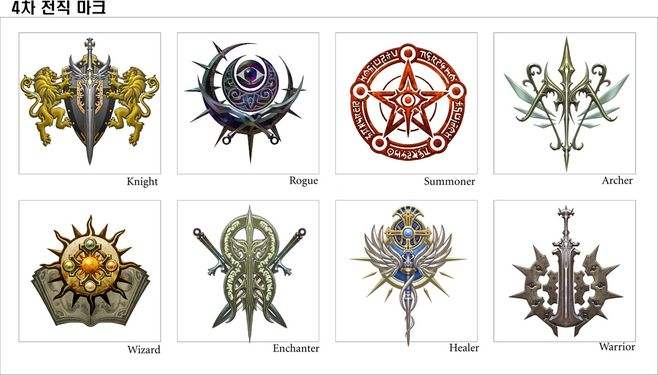 4차 전직 마크
Knight
Rogue
Summoner
Archer
Wizard
Enchanter
Healer
Warrior